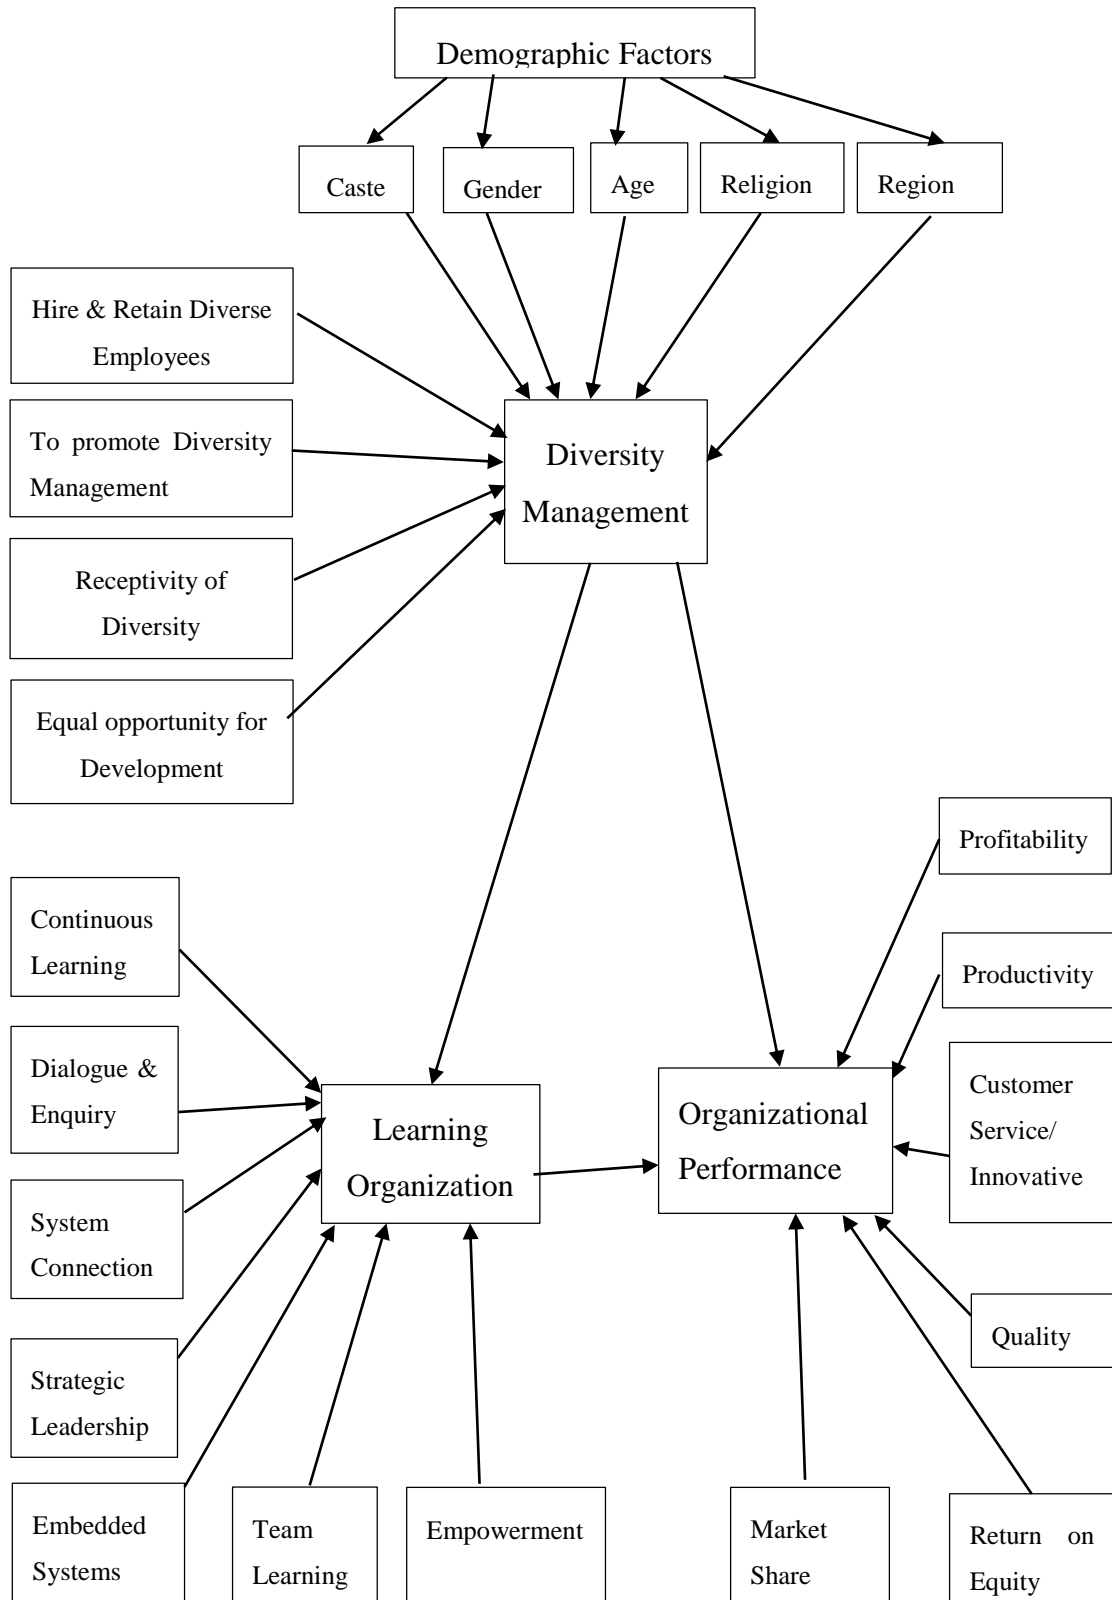 Demographic Factors
Caste
Gender
Age
Religion
Region
Hire & Retain Diverse
Employees
To promote Diversity
Management
Receptivity of
Diversity
Equal opportunity for
Development
Diversity
Management
Profitability
Productivity
Customer
Service/
Innovative
Quality
Continuous
Learning
Dialogue &
Enquiry
System
Connection
Strategic
Leadership
Learning
Organization
Organizational
Performance
Embedded
Systems
Team
Learning
Empowerment
Market
Share
Return on
Equity